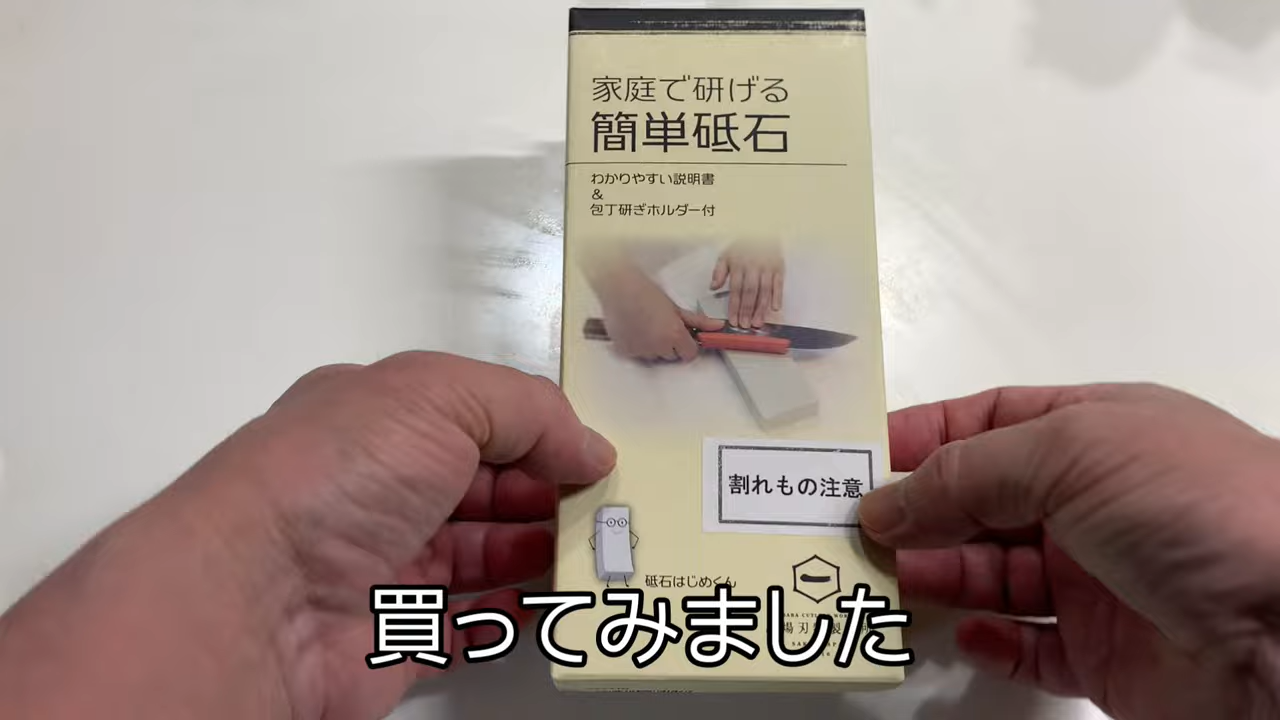 家庭で研げる
簡単砥石
わかりやすい説明書
&
包丁研ぎホルダー付
割れもの注意
砥石はじめくん
買ってみました